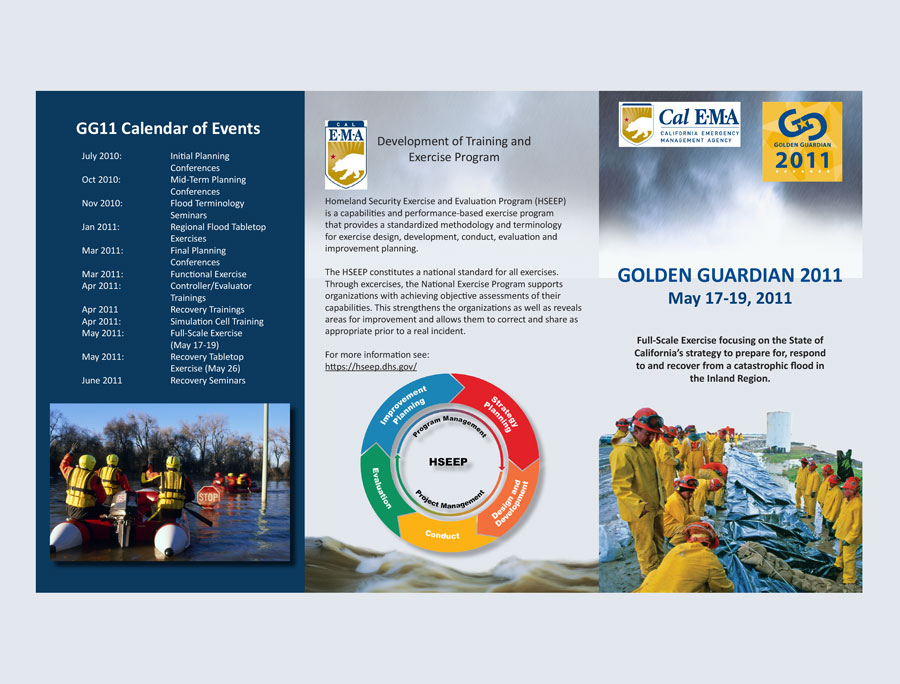 GG11 Calendar of Events
July 2010: Initial Planning
Conferences
Oct 2010: Mid-Term Planning
Conferences
Nov 2010: Flood Terminology
Seminars
Jan 2011: Regional Flood Tabletop
Exercises
Mar 2011: Final Planning
Conferences
Mar 2011: Functional Exercise
Apr 2011: Controller/Evaluator
Trainings
Apr 2011 Recovery Trainings
Apr 2011: Simulation Cell Training
May 2011: Full-Scale Exercise
(May 17-19)
May 2011: Recovery Tabletop
Exercise (May 26)
June 2011 Recovery Seminars
STOP
CAL
E·M·A
Development of Training and
Exercise Program
Homeland Security Exercise and Evaluation Program (HSEEP)
is a capabilities and performance-based exercise program
that provides a standardized methodology and terminology
for exercise design, development, conduct, evaluation and
improvement planning.
The HSEEP constitutes a national standard for all exercises.
Through excercises, the National Exercise Program supports
organizations with achieving objective assessments of their
capabilities. This strengthens the organizations as well as reveals
areas for improvement and allows them to correct and share as
appropriate prior to a real incident.
For more information see:
https://hseep.dhs.gov/
Improvement
Planning
Strategy
Planning
Design and
Development
Conduct
Evaluation
Program Management
HSEEP
Project Management
Cal E·M·A
CALIFORNIA EMERGENCY
MANAGEMENT AGENCY
GOLDEN GUARDIAN
2011
GOLDEN GUARDIAN 2011
May 17-19, 2011
Full-Scale Exercise focusing on the State of
California's strategy to prepare for, respond
to and recover from a catastrophic flood in
the Inland Region.